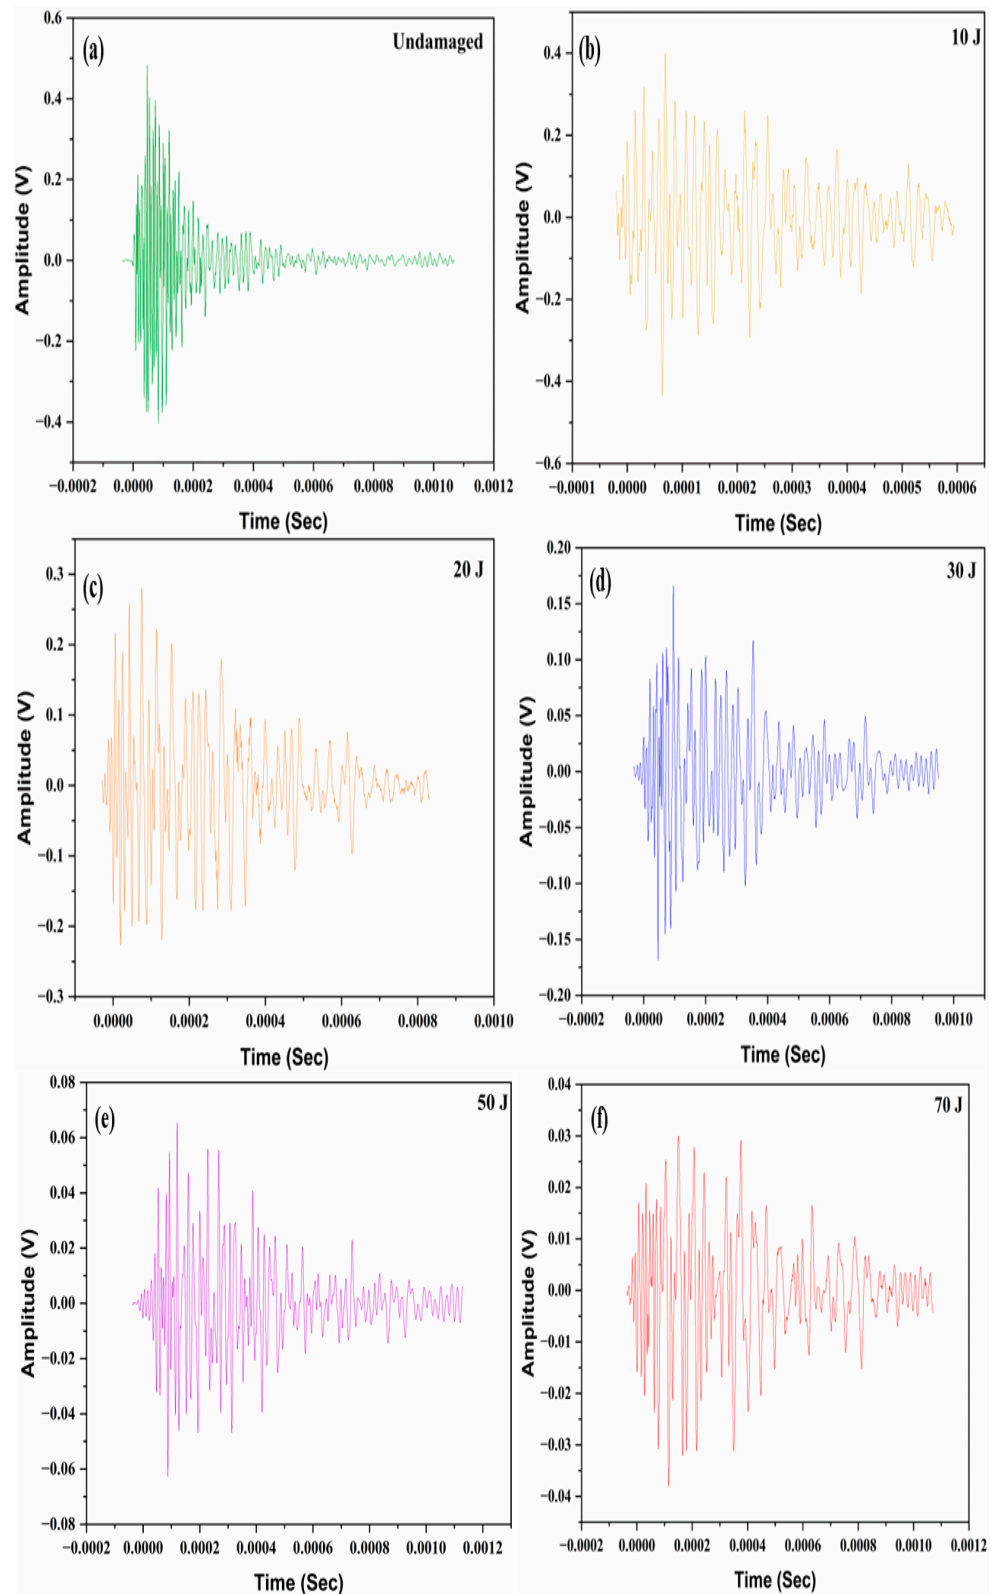 (a)
Undamaged
0.6
0.4
0.2
0.0
−0.2
−0.4
Amplitude (V)
−0.0002 0.0000 0.0002 0.0004 0.0006 0.0008 0.0010 0.0012
Time (Sec)
(b)
10 J
0.4
0.2
0.0
−0.2
−0.4
−0.6
Amplitude (V)
−0.0001 0.0000 0.0001 0.0002 0.0003 0.0004 0.0005 0.0006
Time (Sec)
(c)
20 J
0.3
0.2
0.1
0.0
−0.1
−0.2
−0.3
Amplitude (V)
0.0000 0.0002 0.0004 0.0006 0.0008 0.0010
Time (Sec)
(d)
30 J
0.20
0.15
0.10
0.05
0.00
−0.05
−0.10
−0.15
−0.20
Amplitude (V)
−0.0002 0.0000 0.0002 0.0004 0.0006 0.0008 0.0010
Time (Sec)
(e)
50 J
0.08
0.06
0.04
0.02
0.00
−0.02
−0.04
−0.06
−0.08
Amplitude (V)
−0.0002 0.0000 0.0002 0.0004 0.0006 0.0008 0.0010 0.0012
Time (Sec)
(f)
70 J
0.04
0.03
0.02
0.01
0.00
−0.01
−0.02
−0.03
−0.04
Amplitude (V)
−0.0002 0.0000 0.0002 0.0004 0.0006 0.0008 0.0010 0.0012
Time (Sec)